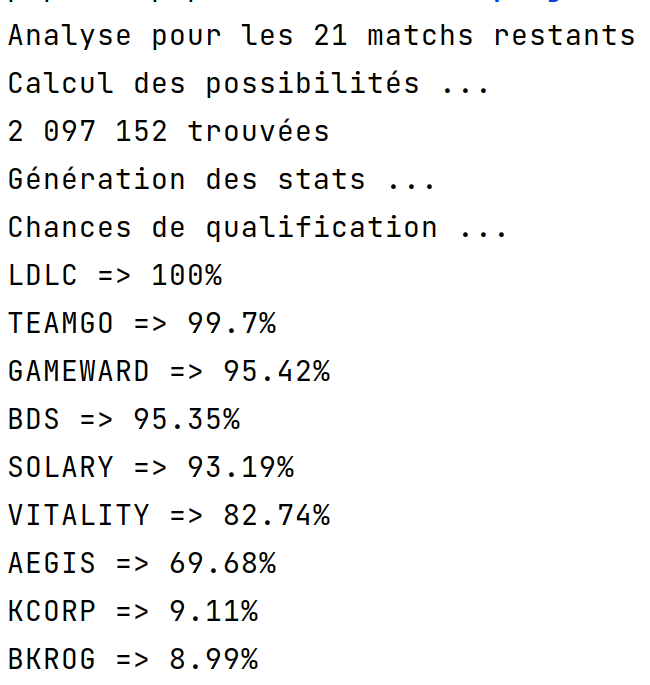 Analyse pour les 21 matchs restants
Calcul des possibilités ...
2 097 152 trouvées
Génération des stats ...
Chances de qualification ...
LDLC => 100%
TEAMGO => 99.7%
GAMEWARD => 95.42%
BDS => 95.35%
SOLARY => 93.19%
VITALITY => 82.74%
AEGIS => 69.68%
KCORP => 9.11%
BKROG => 8.99%